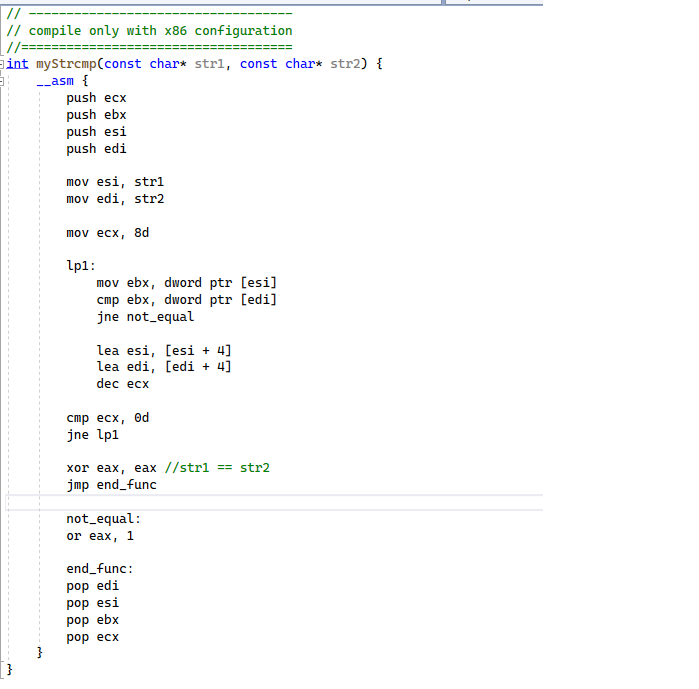 // -----------------------------------
// compile only with x86 configuration
//====================================
int myStrcmp(const char* str1, const char* str2) {
__asm {
push ecx
push ebx
push esi
push edi
mov esi, str1
mov edi, str2
mov ecx, 8d
lp1:
mov ebx, dword ptr [esi]
cmp ebx, dword ptr [edi]
jne not_equal
lea esi, [esi + 4]
lea edi, [edi + 4]
dec ecx
cmp ecx, 0d
jne lp1
xor eax, eax //str1 == str2
jmp end_func
not_equal:
or eax, 1
end_func:
pop edi
pop esi
pop ebx
pop ecx
}
}